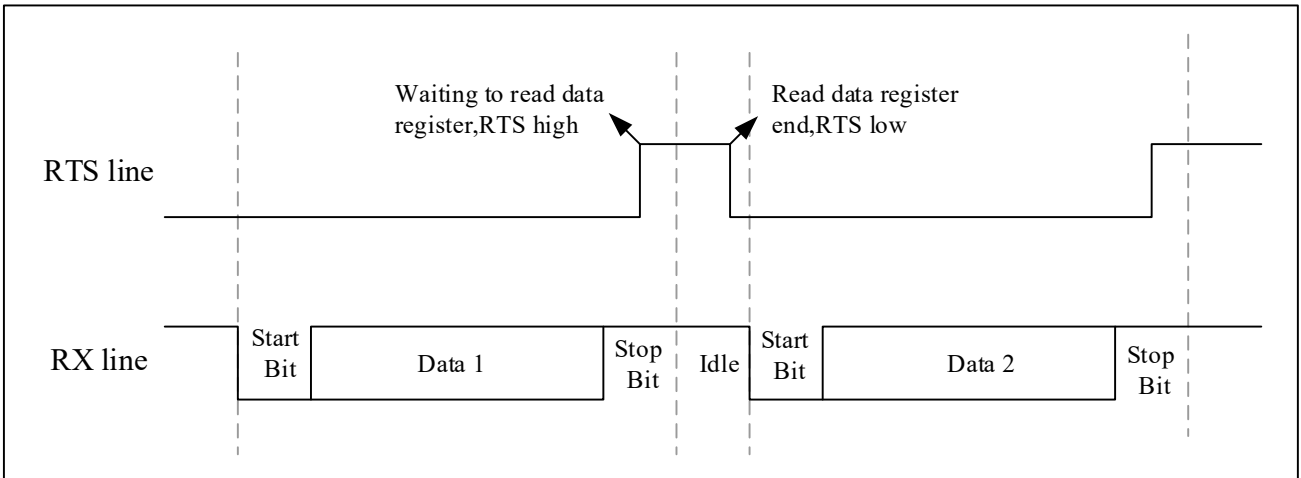 Waiting to read data
register,RTS high
Read data register
end,RTS low
RTS line
RX line
Start
Bit
Data 1
Stop
Bit
Idle
Start
Bit
Data 2
Stop
Bit